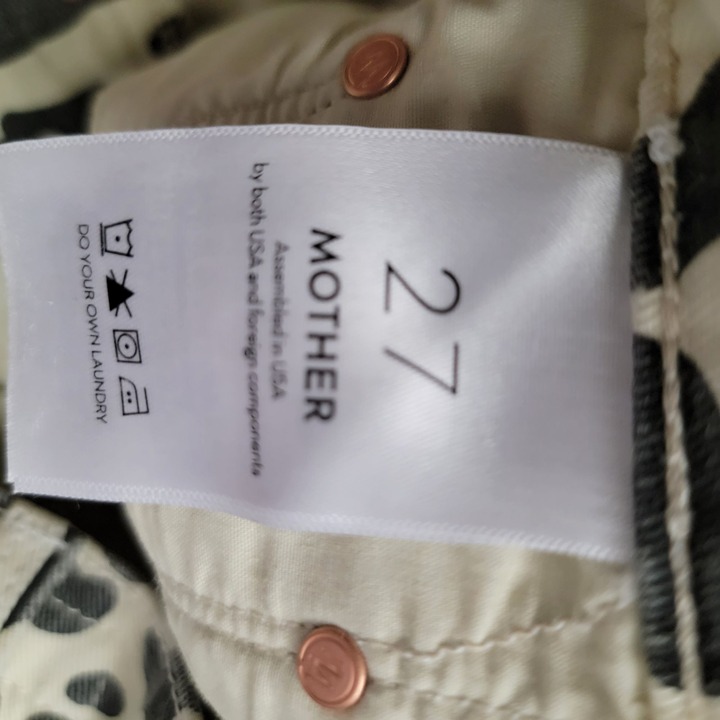 27
MOTHER
Assembled in USA
by both USA and foreign components
DO YOUR OWN LAUNDRY